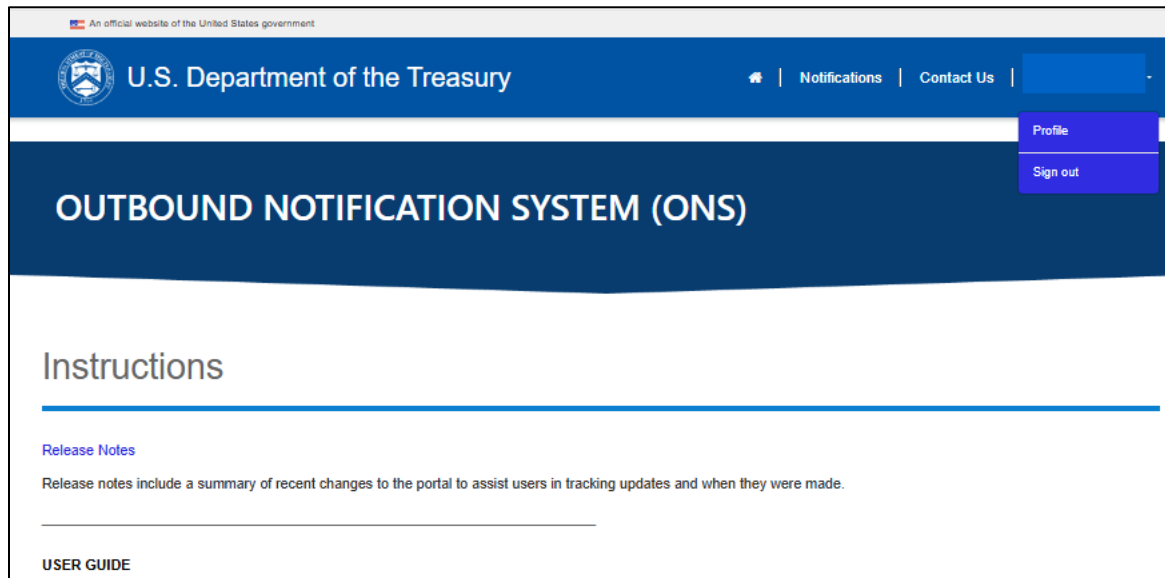 An official website of the United States government
U.S. Department of the Treasury
Notifications | Contact Us |
Profile
Sign out
OUTBOUND NOTIFICATION SYSTEM (ONS)
Instructions
Release Notes
Release notes include a summary of recent changes to the portal to assist users in tracking updates and when they were made.
USER GUIDE